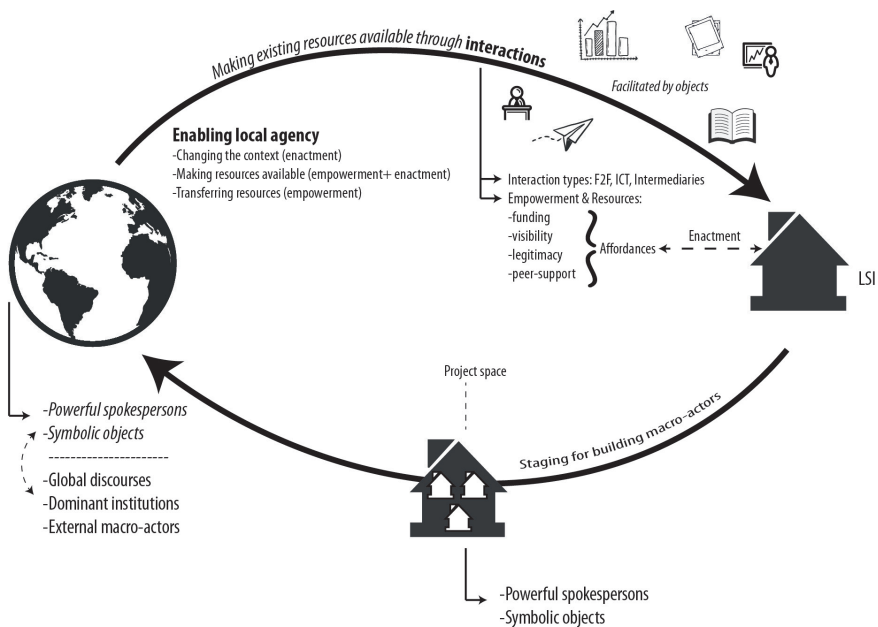 Making existing resources available through interactions
Facilitated by objects
Enabling local agency
-Changing the context (enactment)
-Making resources available (empowerment+ enactment)
-Transferring resources (empowerment)
Interaction types: F2F, ICT, Intermediaries
Empowerment & Resources:
-funding
-visibility
-legitimacy
-peer-support
Affordances
Enactment
LSI
Project space
Staging for building macro-actors
-Powerful spokespersons
-Symbolic objects
-Global discourses
-Dominant institutions
-External macro-actors
-Powerful spokespersons
-Symbolic objects